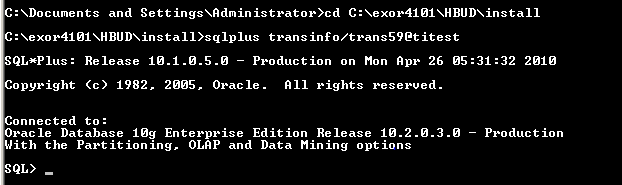 C:\Documents and Settings\Administrator>cd C:\exor4101\HBUD\install
C:\exor4101\HBUD\install>sqlplus transinfo/trans59@titest
SQL*Plus: Release 10.1.0.5.0 - Production on Mon Apr 26 05:31:32 2010
Copyright (c) 1982, 2005, Oracle.  All rights reserved.
Connected to:
Oracle Database 10g Enterprise Edition Release 10.2.0.3.0 - Production
With the Partitioning, OLAP and Data Mining options
SQL> _